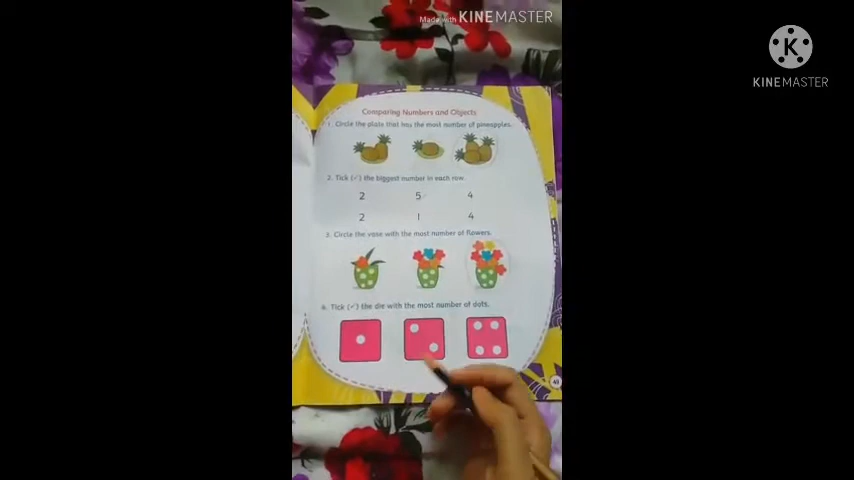 Made with KINEMASTER
KINEMASTER
Comparing Numbers and Objects
1. Circle the plate that has the most number of pineapples.
2. Tick (✓) the biggest number in each row.
2 5 4
2 1 4
3. Circle the vase with the most number of flowers.
4. Tick (✓) the die with the most number of dots.
49